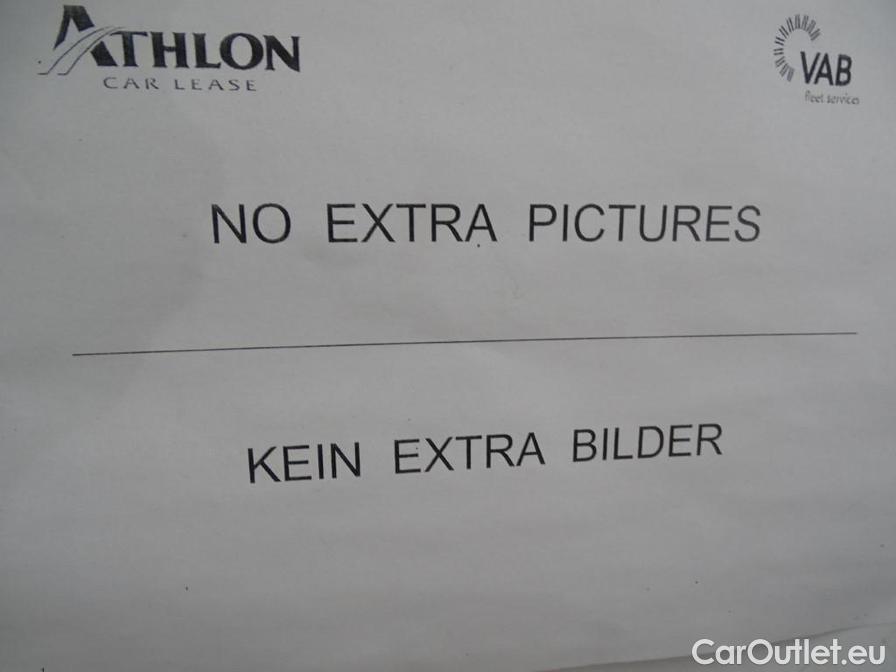 ATHLON
CAR LEASE
VAB
fleet services
NO EXTRA PICTURES
KEIN EXTRA BILDER
CarOutlet.eu